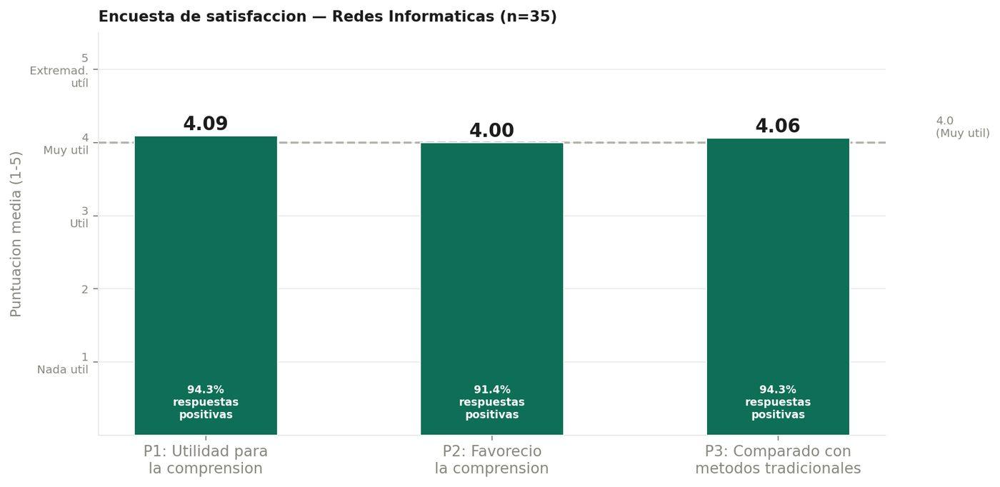 Encuesta de satisfaccion — Redes Informaticas (n=35)
Puntuacion media (1-5)
5
Extremad.
util
4
Muy util
3
Util
2
1
Nada util
4.09
4.00
4.06
4.0
(Muy util)
94.3%
respuestas
positivas
91.4%
respuestas
positivas
94.3%
respuestas
positivas
P1: Utilidad para
la comprension
P2: Favorecio
la comprension
P3: Comparado con
metodos tradicionales